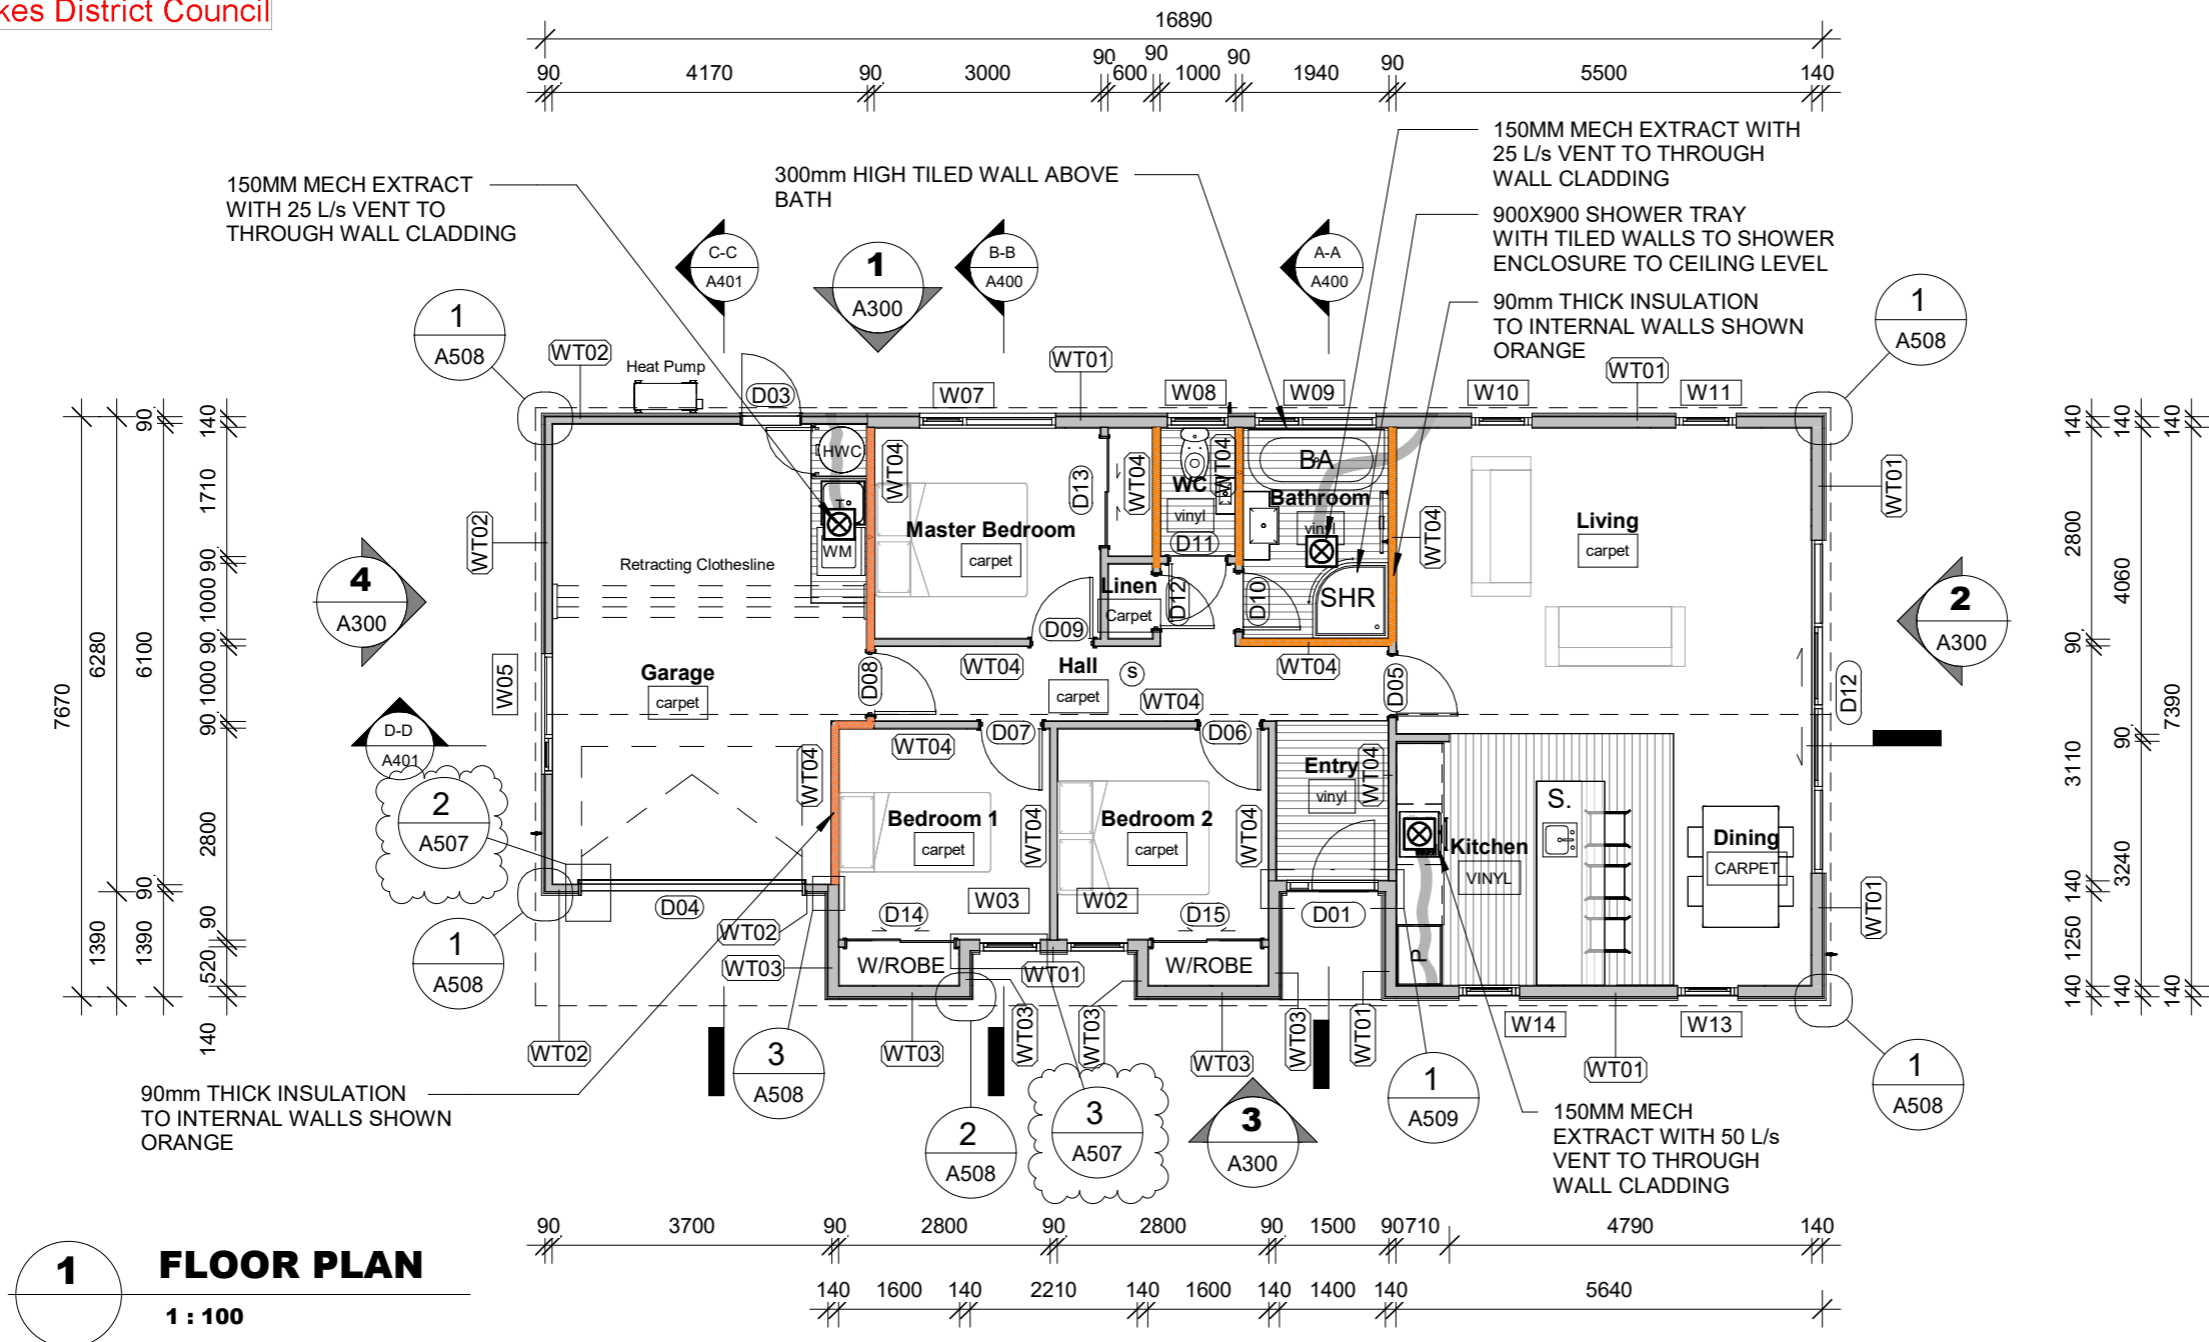 kes District Council
16890
90 4170 90 3000 90 600 90 1000 90 1940 90 5500 140
150MM MECH EXTRACT
WITH 25 L/s VENT TO
THROUGH WALL CLADDING
300mm HIGH TILED WALL ABOVE
BATH
150MM MECH EXTRACT WITH
25 L/s VENT TO THROUGH
WALL CLADDING
900X900 SHOWER TRAY
WITH TILED WALLS TO SHOWER
ENCLOSURE TO CEILING LEVEL
90mm THICK INSULATION
TO INTERNAL WALLS SHOWN
ORANGE
C-C
A401
1
A300
B-B
A400
A-A
A400
1
A508
1
A508
WT02
Heat Pump
D03
W07
WT01
W08
W09
W10
WT01
W11
HWC
WM
WT04
D13
WT04
WC
vinyl
WT04
BA
Bathroom
vinyl
WT04
Living
carpet
WT01
WT02
Master Bedroom
carpet
Retracting Clothesline
D11
Linen
Carpet
D12
D10
SHR
4
A300
2
A300
W05
Garage
carpet
D08
D09
WT04
Hall
carpet
S
WT04
WT04
D05
D12
D-D
A401
WT04
WT04
D07
D06
Entry
vinyl
WT04
2
A507
Bedroom 1
carpet
WT04
Bedroom 2
carpet
WT04
Kitchen
VINYL
S.
Dining
CARPET
P
D04
W03
W02
D14
D15
D01
WT01
1
A508
WT02
WT03
W/ROBE
WT01
W/ROBE
WT02
WT03
WT03
WT03
WT03
WT03
WT01
W14
W13
WT01
3
A508
2
A508
3
A507
3
A300
1
A509
1
A508
90mm THICK INSULATION
TO INTERNAL WALLS SHOWN
ORANGE
150MM MECH
EXTRACT WITH 50 L/s
VENT TO THROUGH
WALL CLADDING
7670
6280 1390
90 6100 90 1390
140 1710 90 1000 90 1000 90 2800 90 520 140
140 2800 90 3110 140 1250 140
140 4060 90 3240 140
140 7390 140
90 3700 90 2800 90 2800 90 1500 90 710 4790 140
140 1600 140 2210 140 1600 140 1400 140 5640
1
FLOOR PLAN
1 : 100